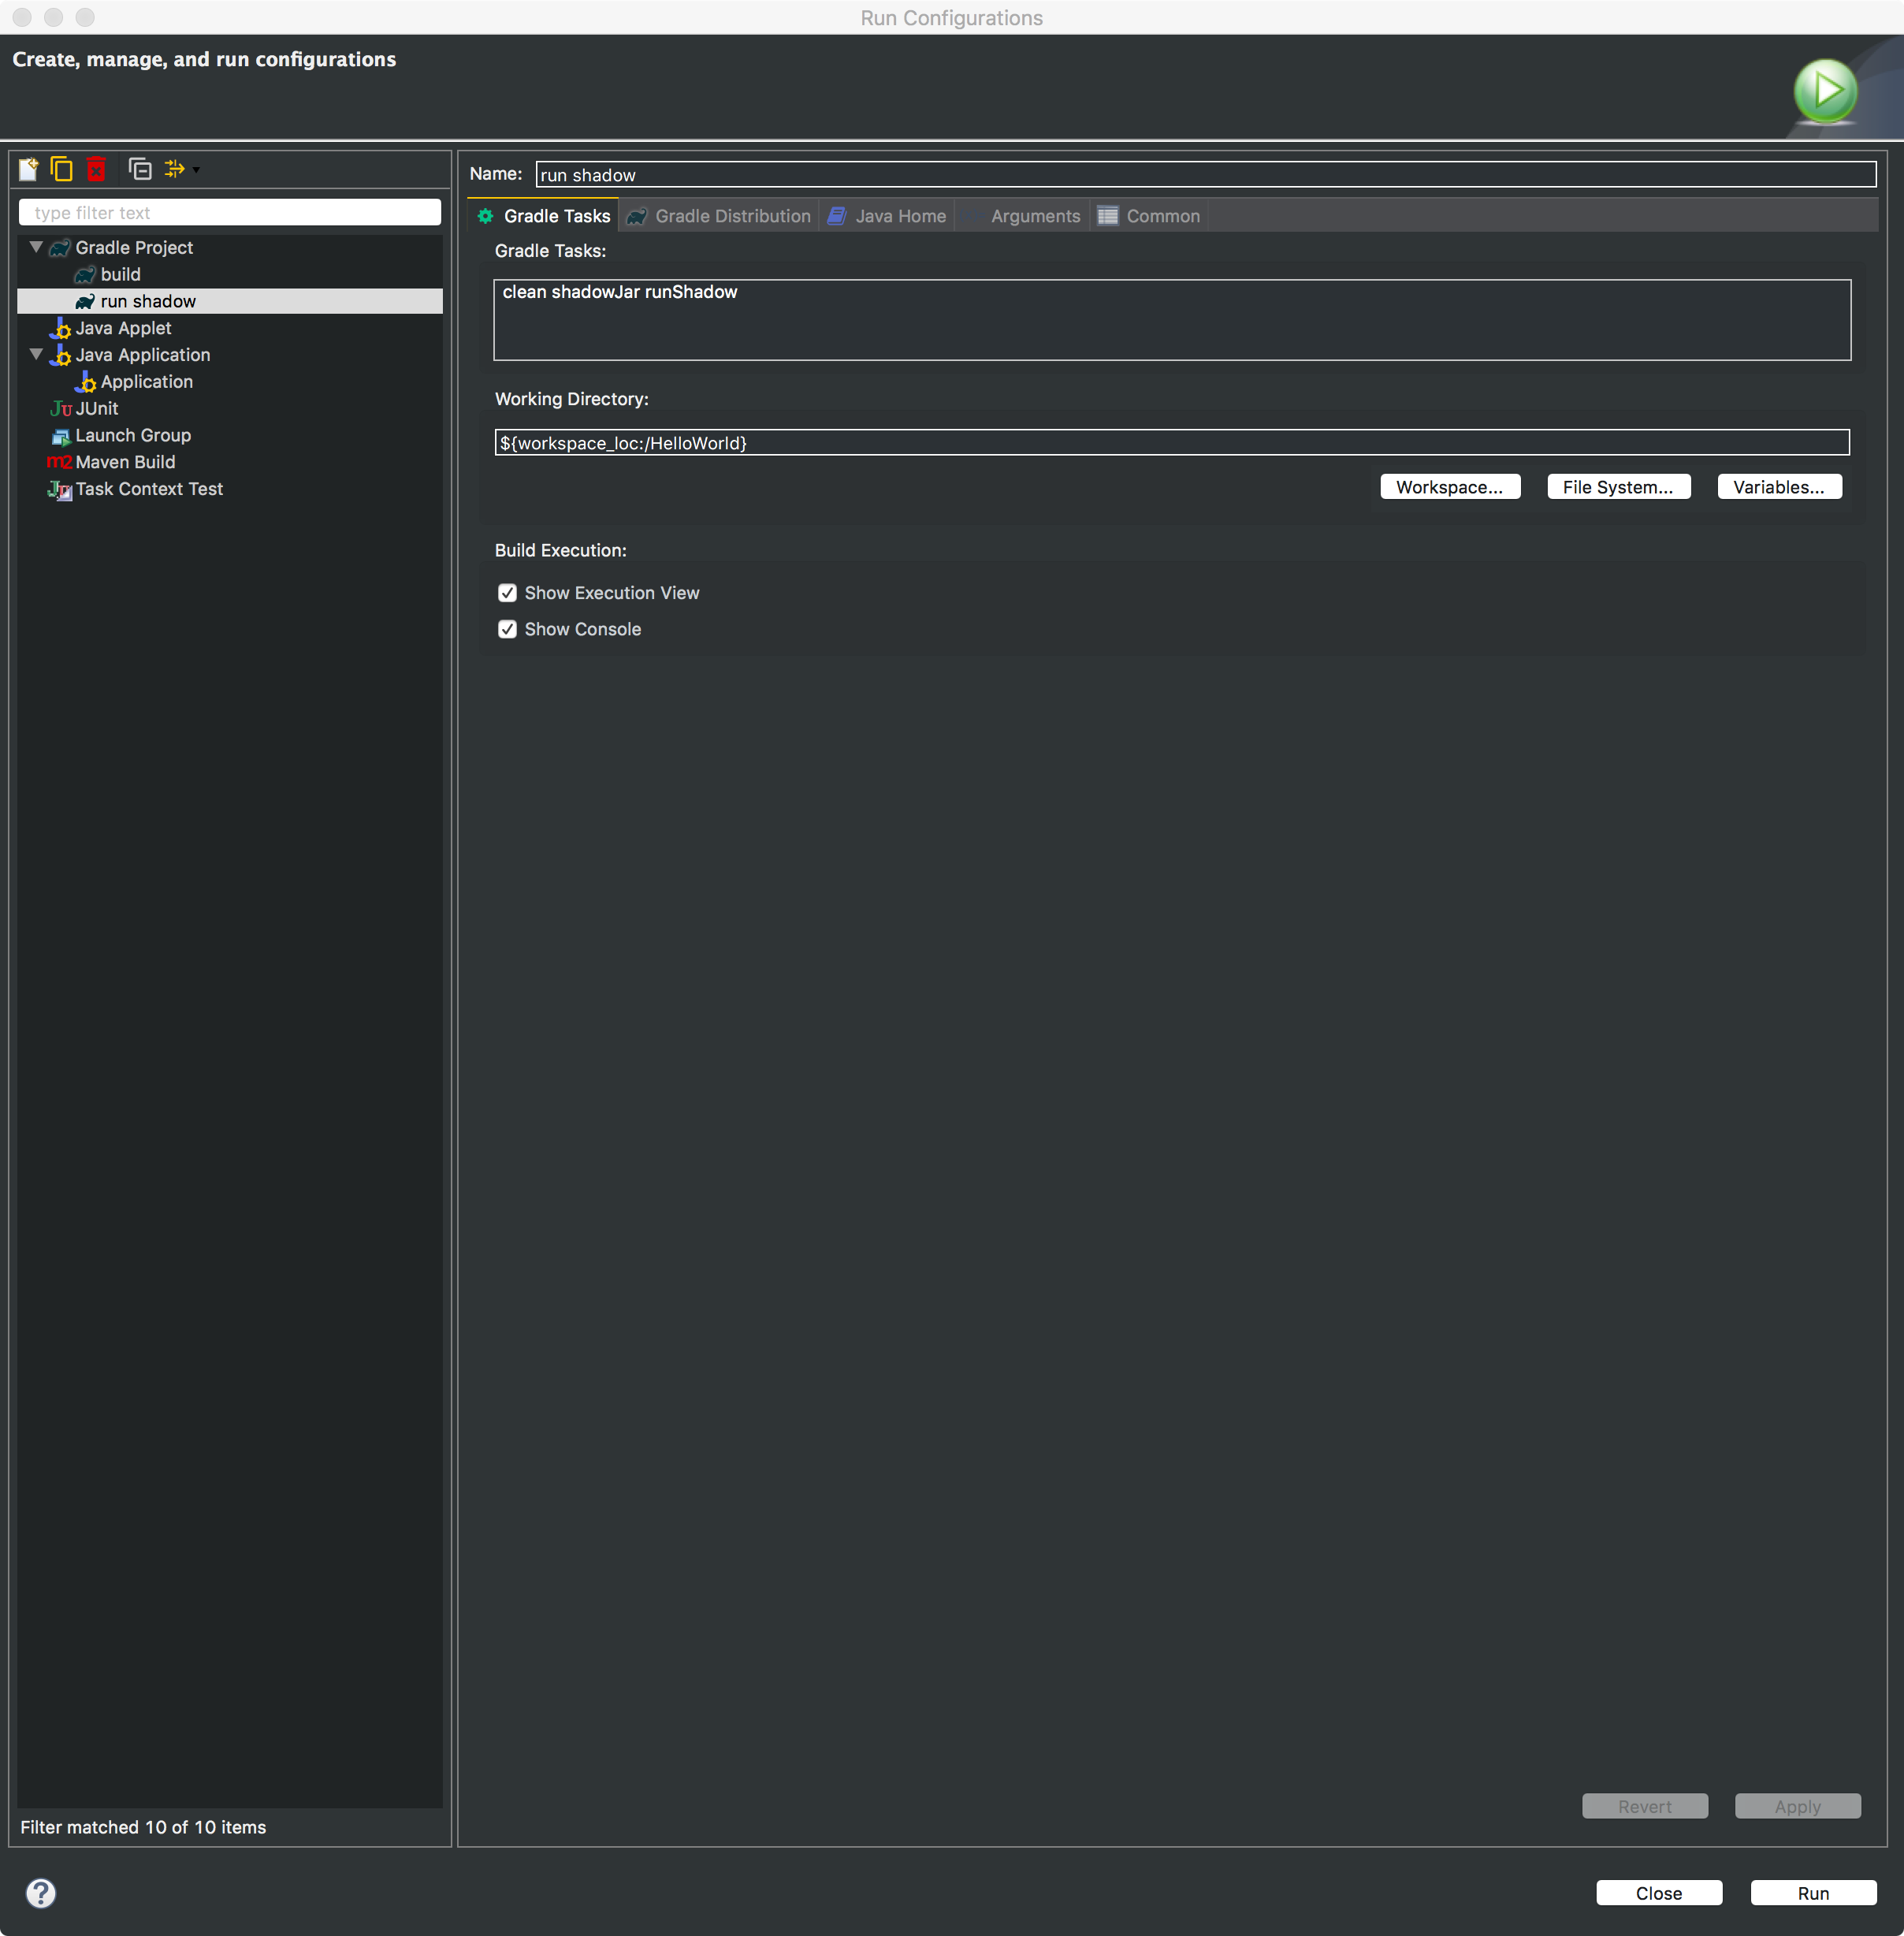 Run Configurations
Create, manage, and run configurations
type filter text
Gradle Project
build
run shadow
Java Applet
Java Application
Application
JUnit
Launch Group
Maven Build
Task Context Test
Filter matched 10 of 10 items
Name: run shadow
Gradle Tasks Gradle Distribution Java Home Arguments Common
Gradle Tasks:
clean shadowJar runShadow
Working Directory:
${workspace_loc:/HelloWorld}
Workspace... File System... Variables...
Build Execution:
Show Execution View
Show Console
Revert Apply
Close Run